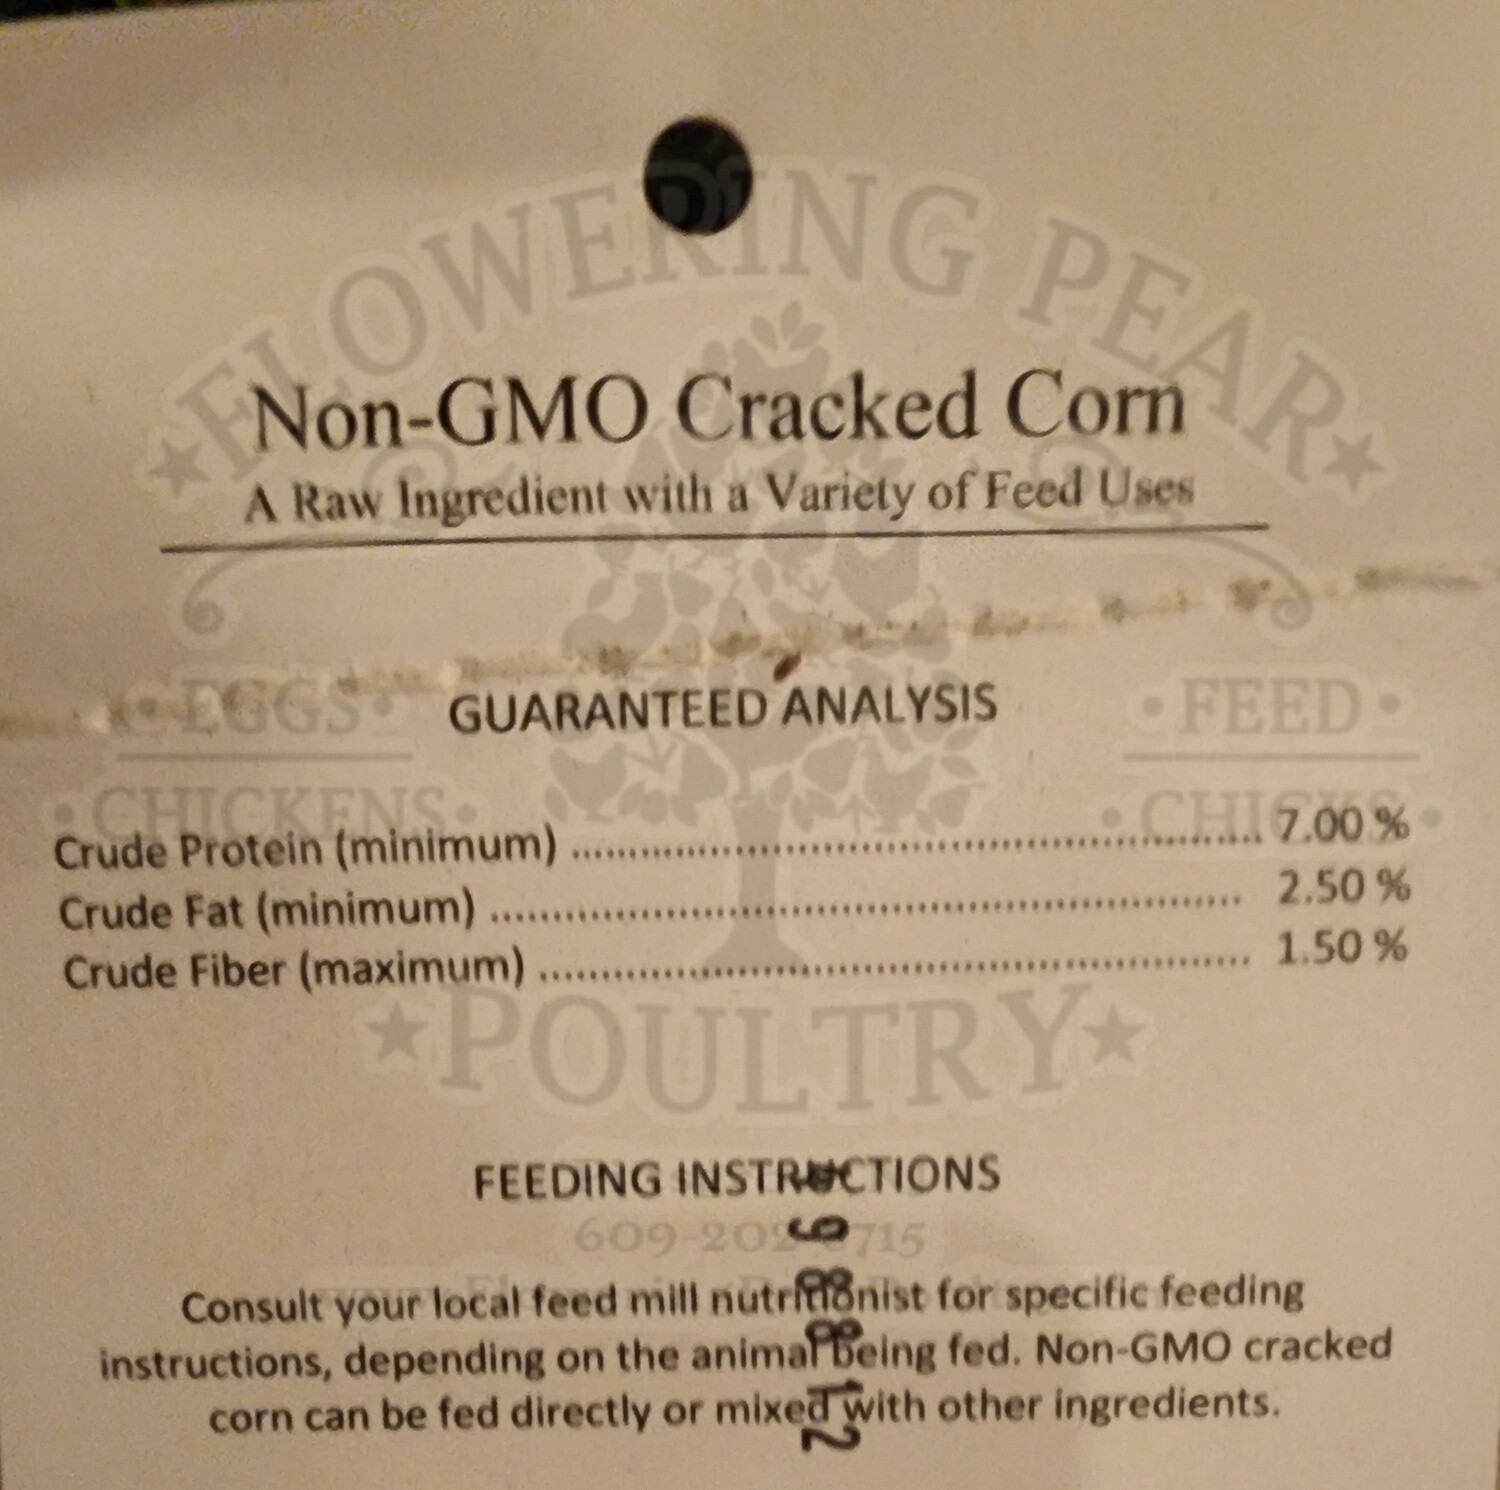 FLOWERING PEAR
Non-GMO Cracked Corn
A Raw Ingredient with a Variety of Feed Uses
• EGGS • • FEED •
GUARANTEED ANALYSIS
• CHICKENS • • CHICKS •
Crude Protein (minimum) ........ 7.00 %
Crude Fat (minimum) ........ 2.50 %
Crude Fiber (maximum) ........ 1.50 %
POULTRY
FEEDING INSTRUCTIONS
Consult your local feed mill nutritionist for specific feeding
instructions, depending on the animal being fed. Non-GMO cracked
corn can be fed directly or mixed with other ingredients.